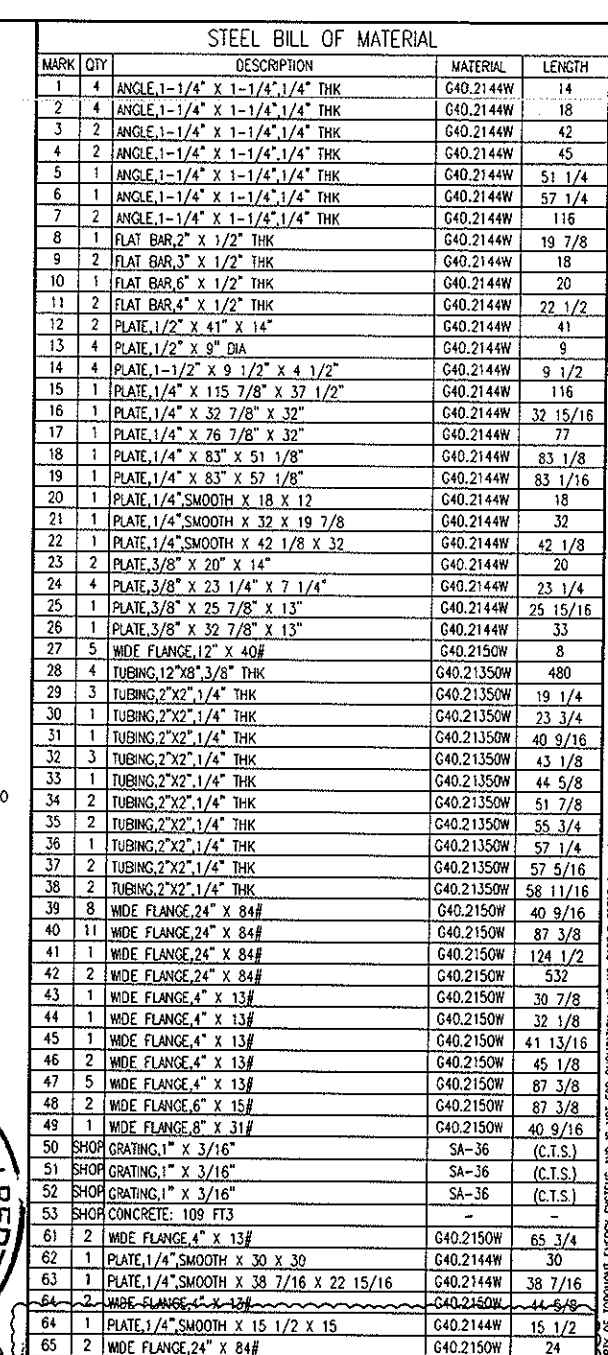 STEEL BILL OF MATERIAL
MARK QTY DESCRIPTION MATERIAL LENGTH
1 4 ANGLE,1-1/4" X 1-1/4",1/4" THK G40.2144W 14
2 4 ANGLE,1-1/4" X 1-1/4",1/4" THK G40.2144W 18
3 2 ANGLE,1-1/4" X 1-1/4",1/4" THK G40.2144W 42
4 2 ANGLE,1-1/4" X 1-1/4",1/4" THK G40.2144W 45
5 1 ANGLE,1-1/4" X 1-1/4",1/4" THK G40.2144W 51 1/4
6 1 ANGLE,1-1/4" X 1-1/4",1/4" THK G40.2144W 57 1/4
7 2 ANGLE,1-1/4" X 1-1/4",1/4" THK G40.2144W 116
8 1 FLAT BAR,2" X 1/2" THK G40.2144W 19 7/8
9 2 FLAT BAR,3" X 1/2" THK G40.2144W 18
10 1 FLAT BAR,6" X 1/2" THK G40.2144W 20
11 2 FLAT BAR,4" X 1/2" THK G40.2144W 22 1/2
12 2 PLATE,1/2" X 41" X 14" G40.2144W 41
13 4 PLATE,1/2" X 9" DIA G40.2144W 9
14 4 PLATE,1-1/2" X 9 1/2" X 4 1/2" G40.2144W 9 1/2
15 1 PLATE,1/4" X 115 7/8" X 37 1/2" G40.2144W 116
16 1 PLATE,1/4" X 32 7/8" X 32" G40.2144W 32 15/16
17 1 PLATE,1/4" X 76 7/8" X 32" G40.2144W 77
18 1 PLATE,1/4" X 83" X 51 1/8" G40.2144W 83 1/8
19 1 PLATE,1/4" X 83" X 57 1/8" G40.2144W 83 1/16
20 1 PLATE,1/4",SMOOTH X 18 X 12 G40.2144W 18
21 1 PLATE,1/4",SMOOTH X 32 X 19 7/8 G40.2144W 32
22 1 PLATE,1/4",SMOOTH X 42 1/8 X 32 G40.2144W 42 1/8
23 2 PLATE,3/8" X 20" X 14" G40.2144W 20
24 4 PLATE,3/8" X 23 1/4" X 7 1/4" G40.2144W 23 1/4
25 1 PLATE,3/8" X 25 7/8" X 13" G40.2144W 25 15/16
26 1 PLATE,3/8" X 32 7/8" X 13" G40.2144W 33
27 5 WIDE FLANGE,12" X 40# G40.2150W 8
28 4 TUBING,12"X8",3/8" THK G40.21350W 480
29 3 TUBING,2"X2",1/4" THK G40.21350W 19 1/4
30 1 TUBING,2"X2",1/4" THK G40.21350W 23 3/4
31 1 TUBING,2"X2",1/4" THK G40.21350W 40 9/16
32 3 TUBING,2"X2",1/4" THK G40.21350W 43 1/8
33 1 TUBING,2"X2",1/4" THK G40.21350W 44 5/8
34 2 TUBING,2"X2",1/4" THK G40.21350W 51 7/8
35 2 TUBING,2"X2",1/4" THK G40.21350W 55 3/4
36 1 TUBING,2"X2",1/4" THK G40.21350W 57 1/4
37 2 TUBING,2"X2",1/4" THK G40.21350W 57 5/16
38 2 TUBING,2"X2",1/4" THK G40.21350W 58 11/16
39 8 WIDE FLANGE,24" X 84# G40.2150W 40 9/16
40 11 WIDE FLANGE,24" X 84# G40.2150W 87 3/8
41 1 WIDE FLANGE,24" X 84# G40.2150W 124 1/2
42 2 WIDE FLANGE,24" X 84# G40.2150W 532
43 1 WIDE FLANGE,4" X 13# G40.2150W 30 7/8
44 1 WIDE FLANGE,4" X 13# G40.2150W 32 1/8
45 1 WIDE FLANGE,4" X 13# G40.2150W 41 13/16
46 2 WIDE FLANGE,4" X 13# G40.2150W 45 1/8
47 5 WIDE FLANGE,4" X 13# G40.2150W 87 3/8
48 2 WIDE FLANGE,6" X 15# G40.2150W 87 3/8
49 1 WIDE FLANGE,8" X 31# G40.2150W 40 9/16
50 SHOP GRATING,1" X 3/16" SA-36 (C.T.S.)
51 SHOP GRATING,1" X 3/16" SA-36 (C.T.S.)
52 SHOP GRATING,1" X 3/16" SA-36 (C.T.S.)
53 SHOP CONCRETE: 109 FT3 - -
61 2 WIDE FLANGE,4" X 13# G40.2150W 65 3/4
62 1 PLATE,1/4",SMOOTH X 30 X 30 G40.2144W 30
63 1 PLATE,1/4",SMOOTH X 38 7/16 X 22 15/16 G40.2144W 38 7/16
64 2 WIDE FLANGE,4" X 13# G40.2150W 44 5/8
64 1 PLATE,1/4",SMOOTH X 15 1/2 X 15 G40.2144W 15 1/2
65 2 WIDE FLANGE,24" X 84# G40.2150W 24